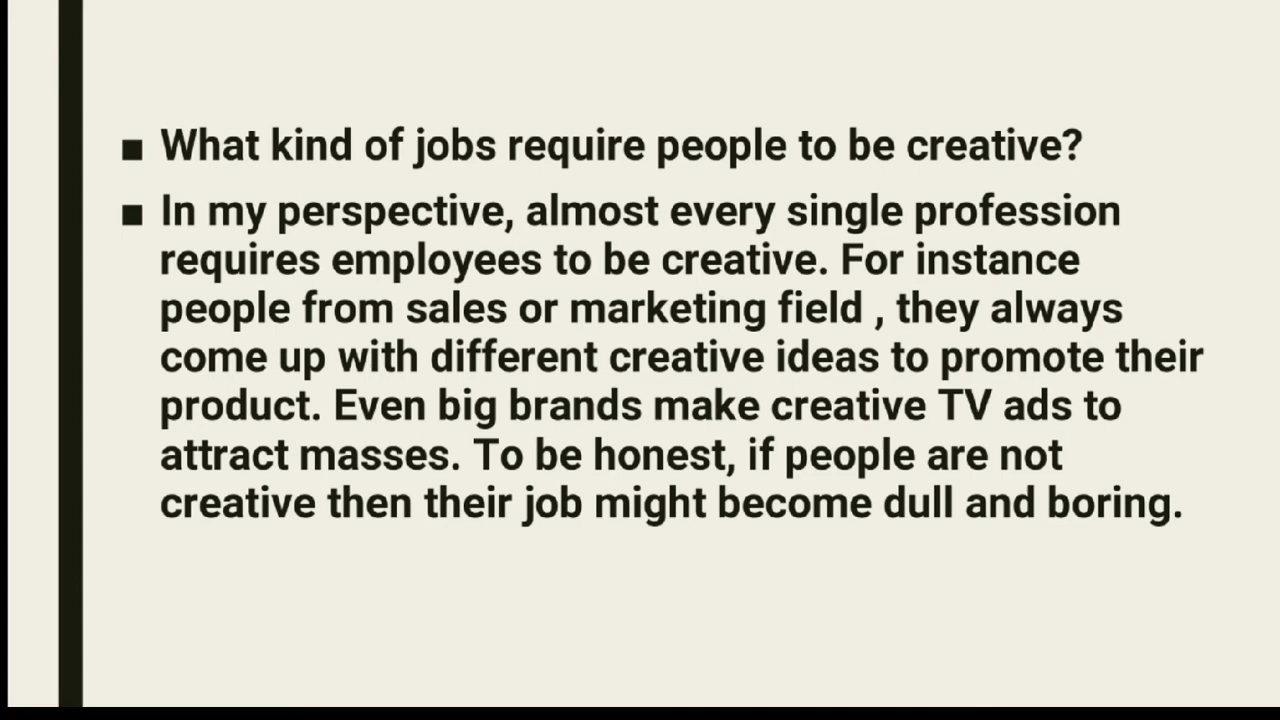 ■ What kind of jobs require people to be creative?
■ In my perspective, almost every single profession
requires employees to be creative. For instance
people from sales or marketing field , they always
come up with different creative ideas to promote their
product. Even big brands make creative TV ads to
attract masses. To be honest, if people are not
creative then their job might become dull and boring.